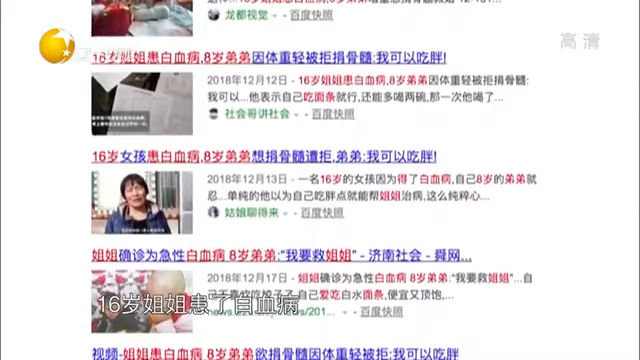 高清
龙都视觉 - 百度快照
16岁姐姐患白血病,8岁弟弟因体重轻被拒捐骨髓:我可以吃胖!
2018年12月12日 - 16岁姐姐患白血病,8岁弟弟因体重轻被拒捐骨髓:
我可以...他表示自己吃面条就行,还能多喝两碗,那一次他喝了...
社会哥讲社会 - 百度快照
16岁女孩患白血病,8岁弟弟想捐骨髓遭拒,弟弟:我可以吃胖!
2018年12月13日 - 一名16岁的女孩因为得了白血病,自己8岁的弟弟就
忍...单纯的他以为自己吃胖点就能帮姐姐治病,这么纯粹心...
姑娘聊得来 - 百度快照
姐姐确诊为急性白血病 8岁弟弟:"我要救姐姐" - 济南社会 - 舜网...
2018年12月17日 - 姐姐确诊为急性白血病 8岁弟弟:"我要救姐姐"...自
己爱吃白水面条,便宜又顶饱,...
201... - 百度快照
16岁姐姐患了白血病
视频-姐姐患白血病8岁弟弟欲捐骨髓因体重轻被拒:我可以吃胖